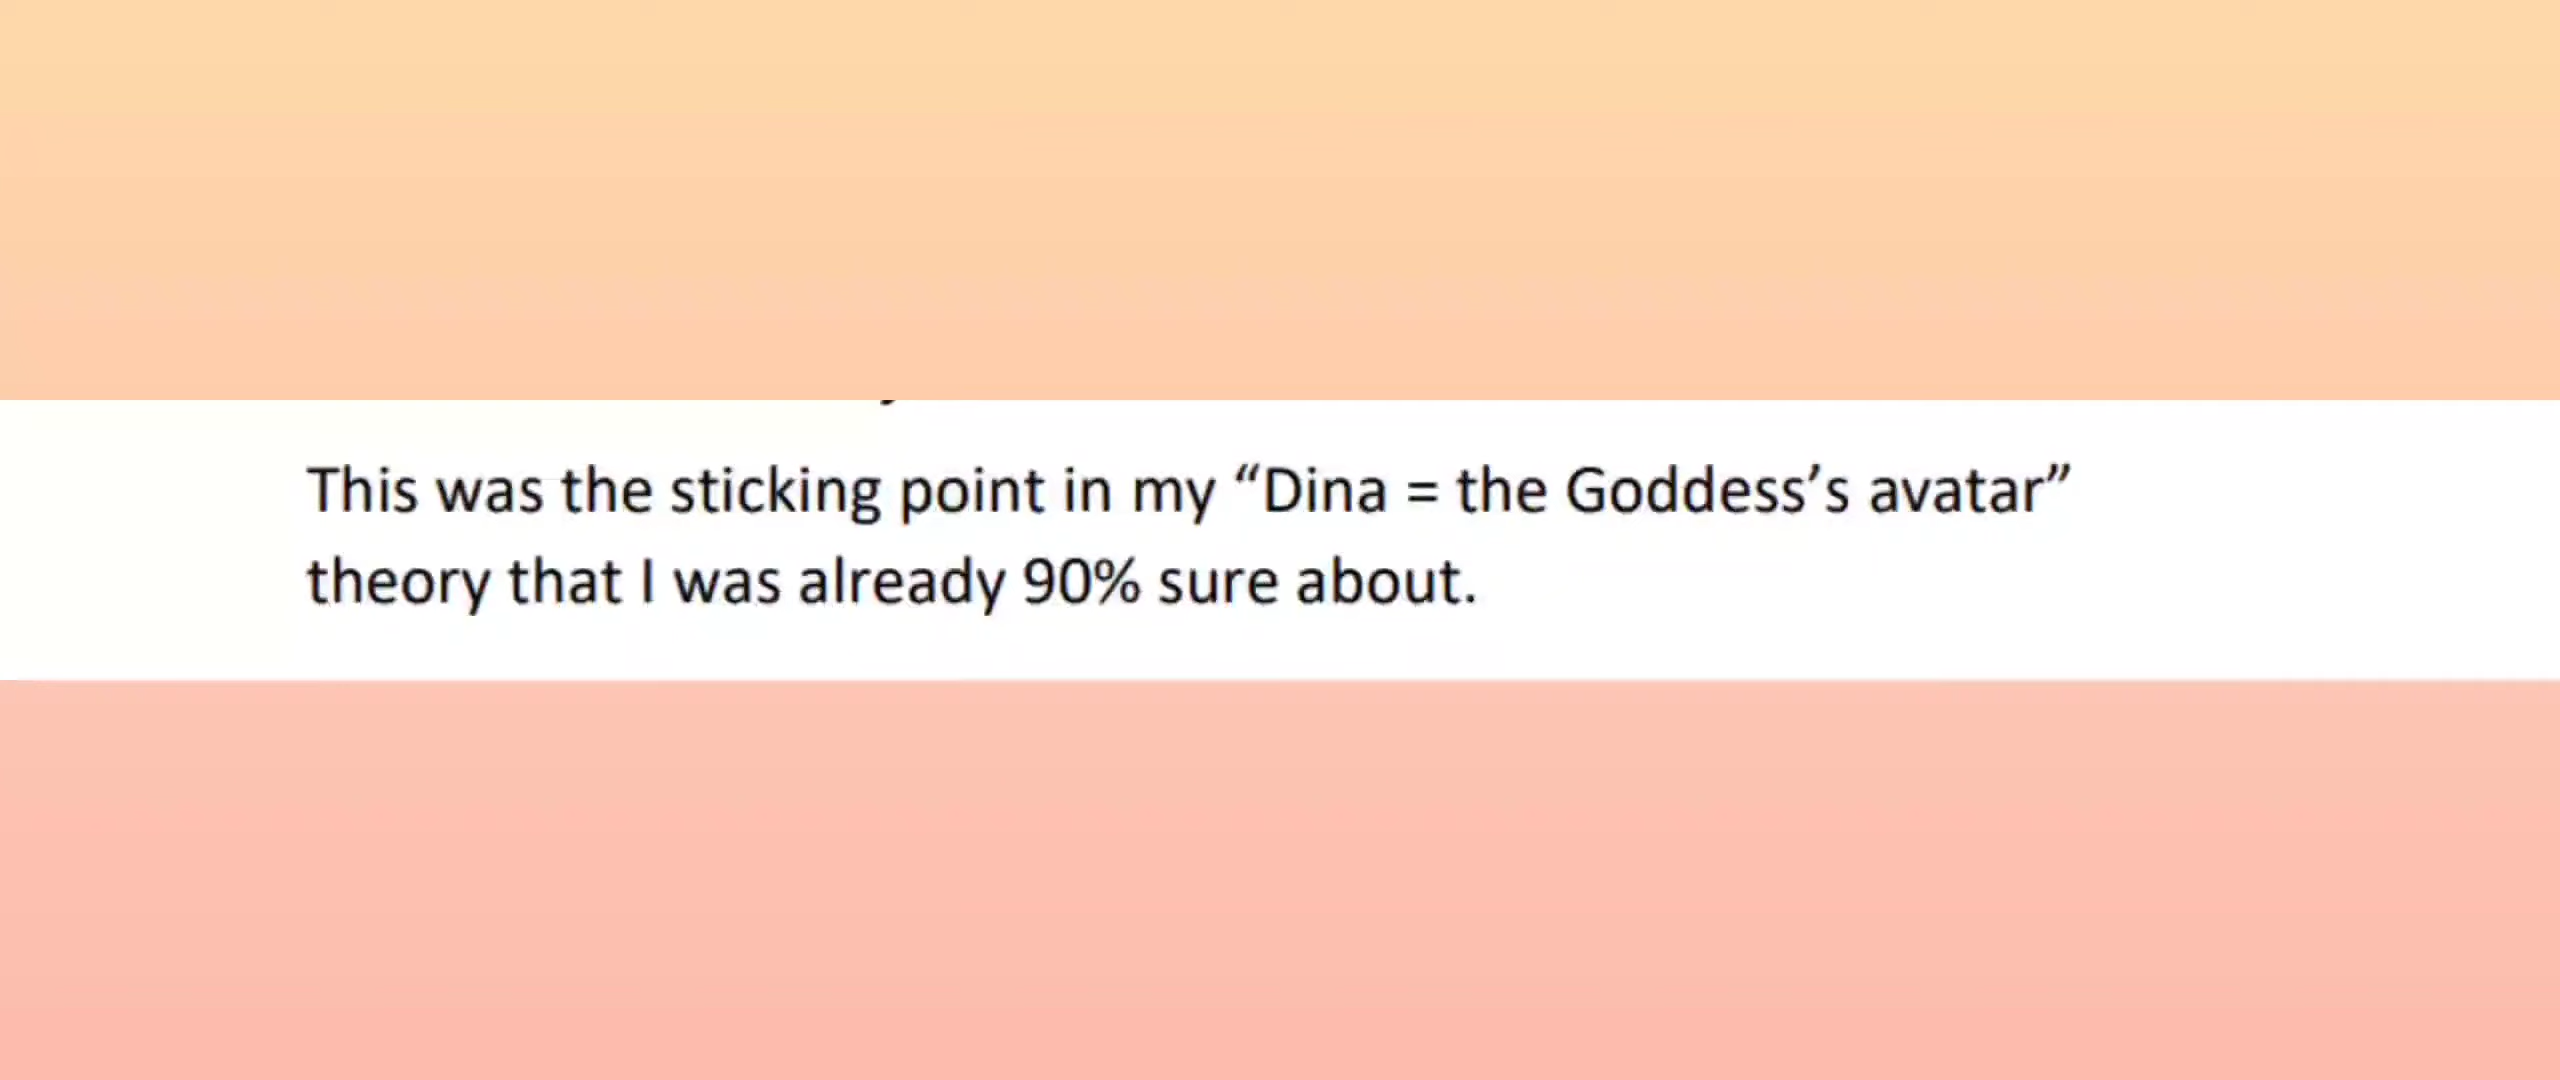 This was the sticking point in my “Dina = the Goddess’s avatar”
theory that I was already 90% sure about.